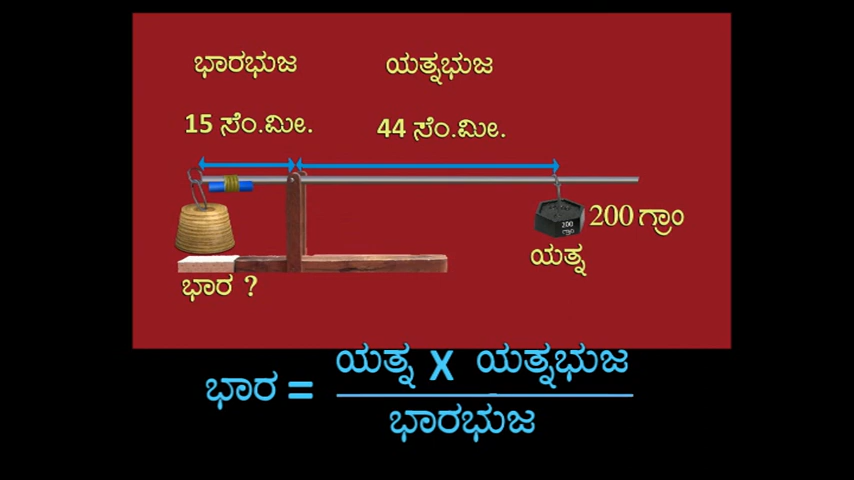 ಭಾರಭುಜ ಯತ್ನಭುಜ
15 ಸೆಂ.ಮೀ. 44 ಸೆಂ.ಮೀ.
200 ಗ್ರಾಂ
200
ಗ್ರಾಂ
ಯತ್ನ
ಭಾರ ?
ಯತ್ನ X ಯತ್ನಭುಜ
ಭಾರ =
ಭಾರಭುಜ